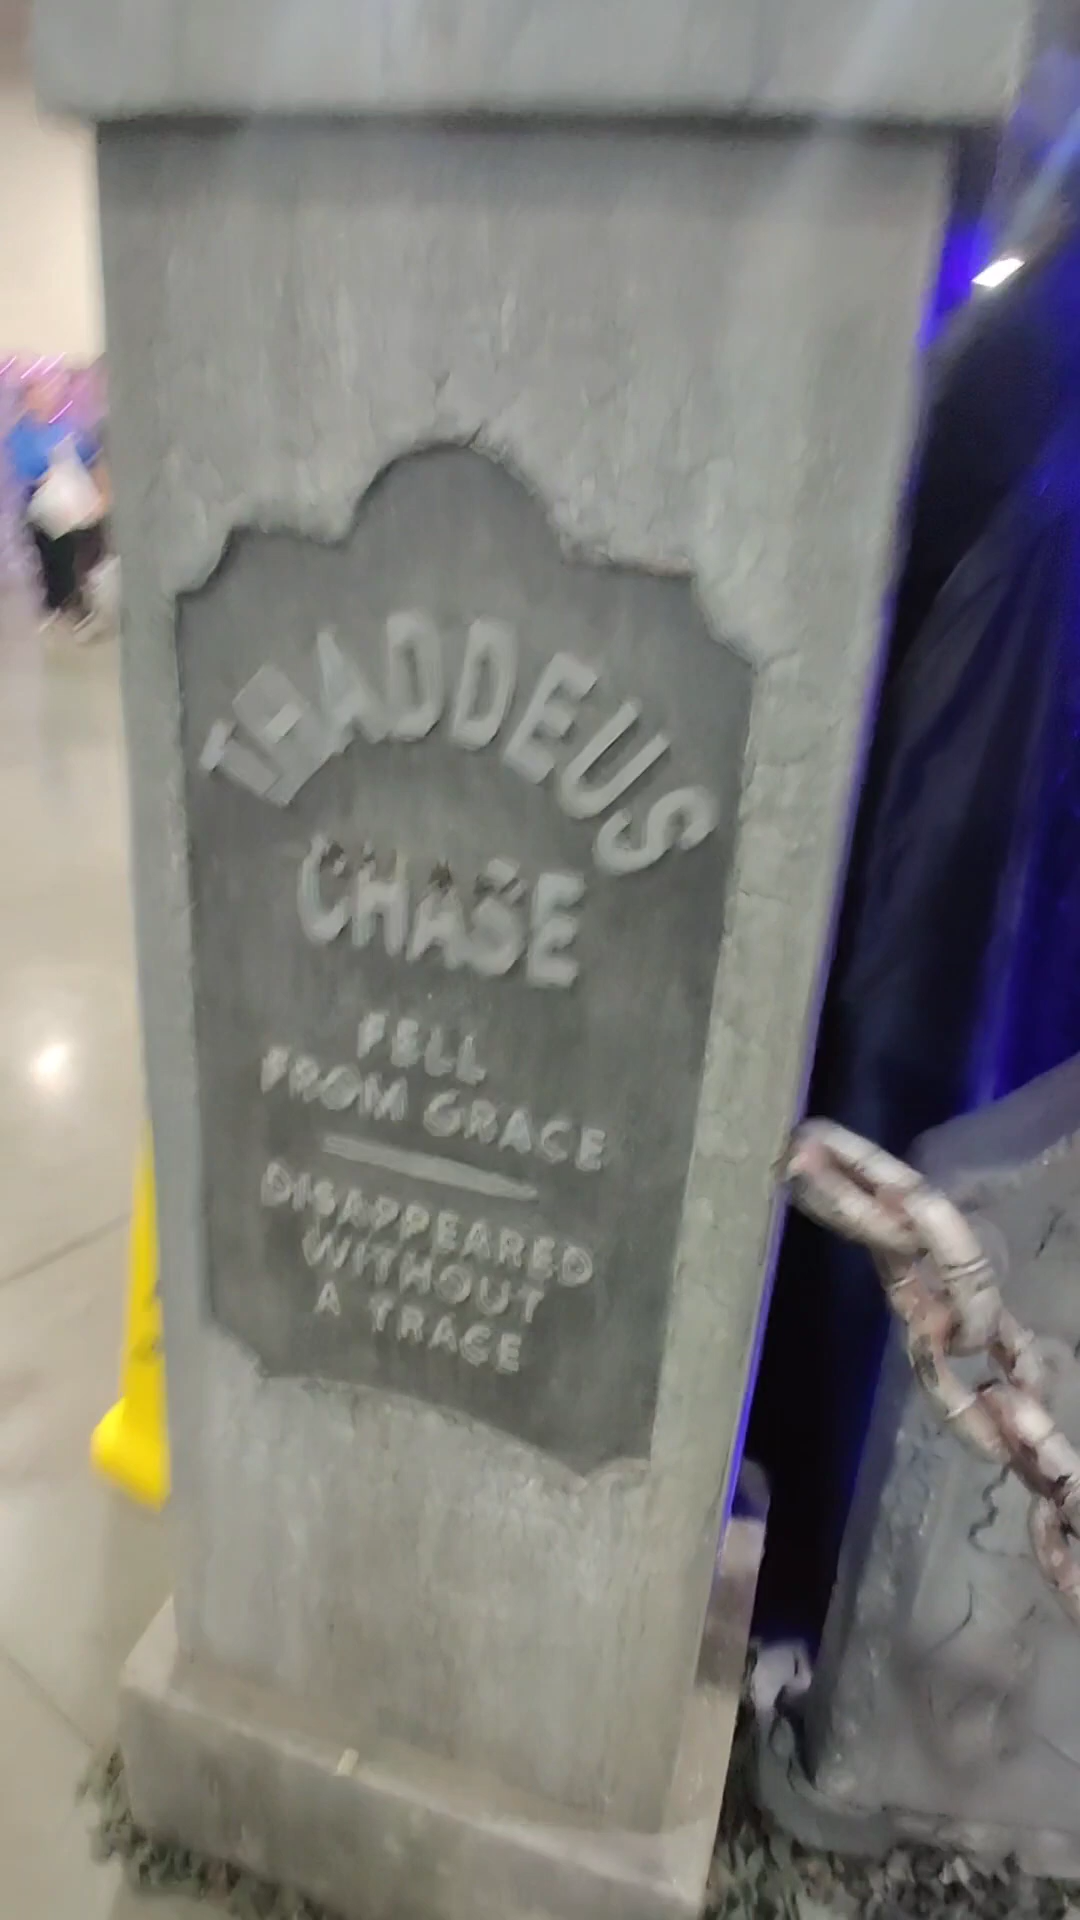 THADDEUS
CHASE
FELL
FROM GRACE
DISAPPEARED
WITHOUT
A TRACE